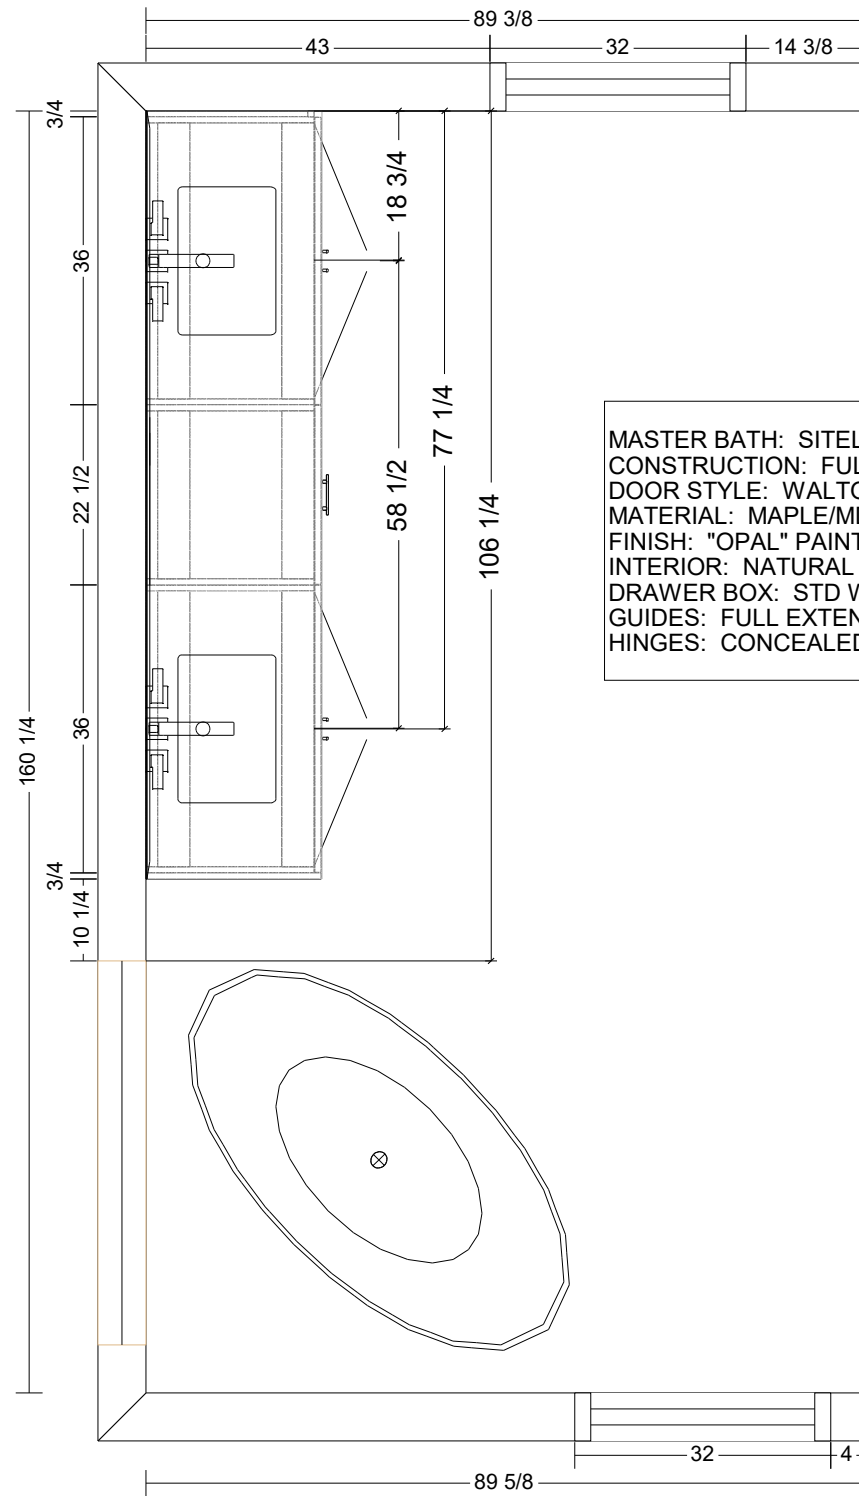 89 3/8
43
32
14 3/8
3/4
18 3/4
36
77 1/4
58 1/2
22 1/2
106 1/4
MASTER BATH: SITEL
CONSTRUCTION: FUL
DOOR STYLE: WALTO
MATERIAL: MAPLE/M
FINISH: "OPAL" PAINT
INTERIOR: NATURAL
DRAWER BOX: STD W
GUIDES: FULL EXTEN
HINGES: CONCEALED
36
160 1/4
3/4
10 1/4
32
4
89 5/8